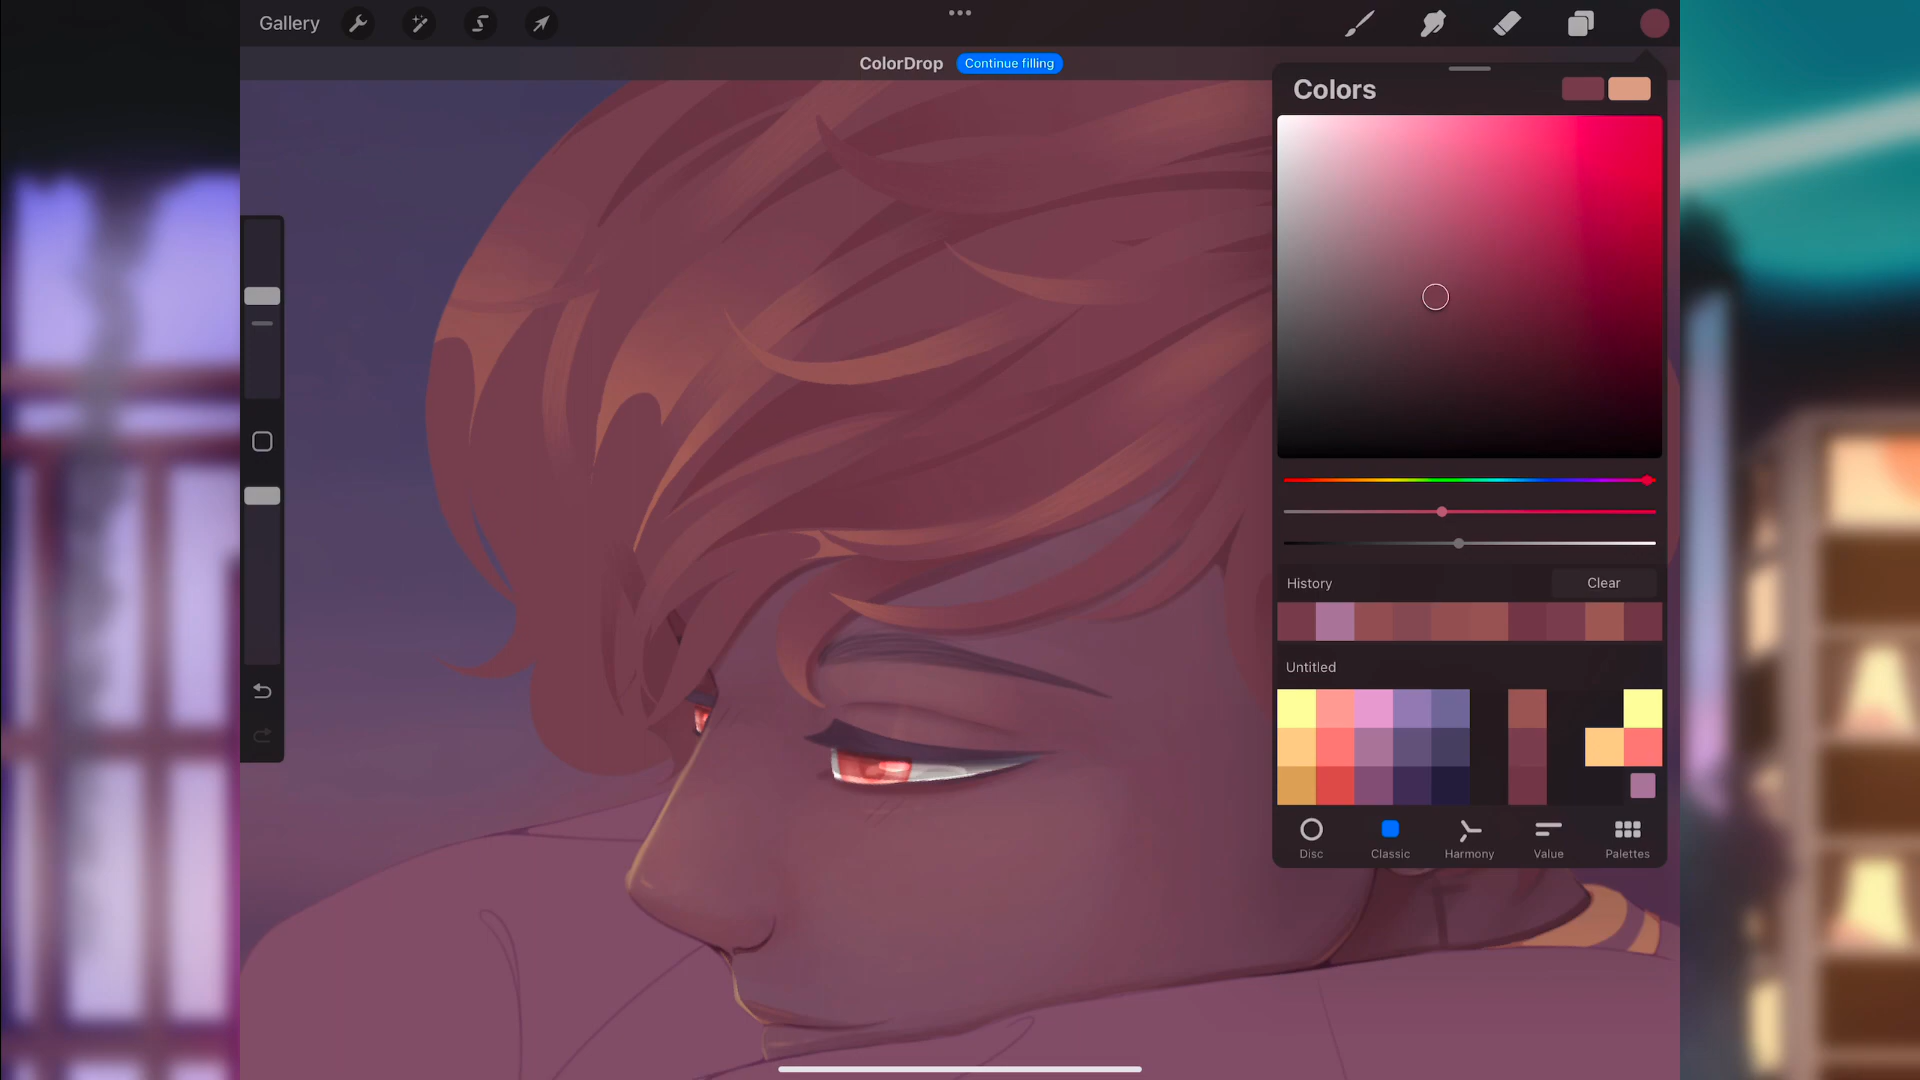 Gallery
ColorDrop Continue filling
Colors
History Clear
Untitled
Disc Classic Harmony Value Palettes